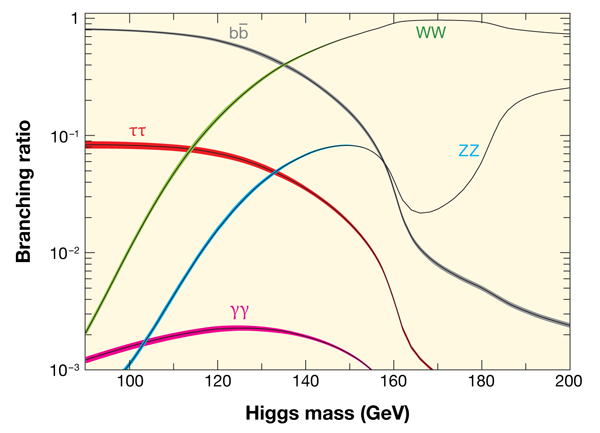 1
bb̅
WW
10⁻¹
ττ
ZZ
10⁻²
γγ
10⁻³
100 120 140 160 180 200
Higgs mass (GeV)
Branching ratio